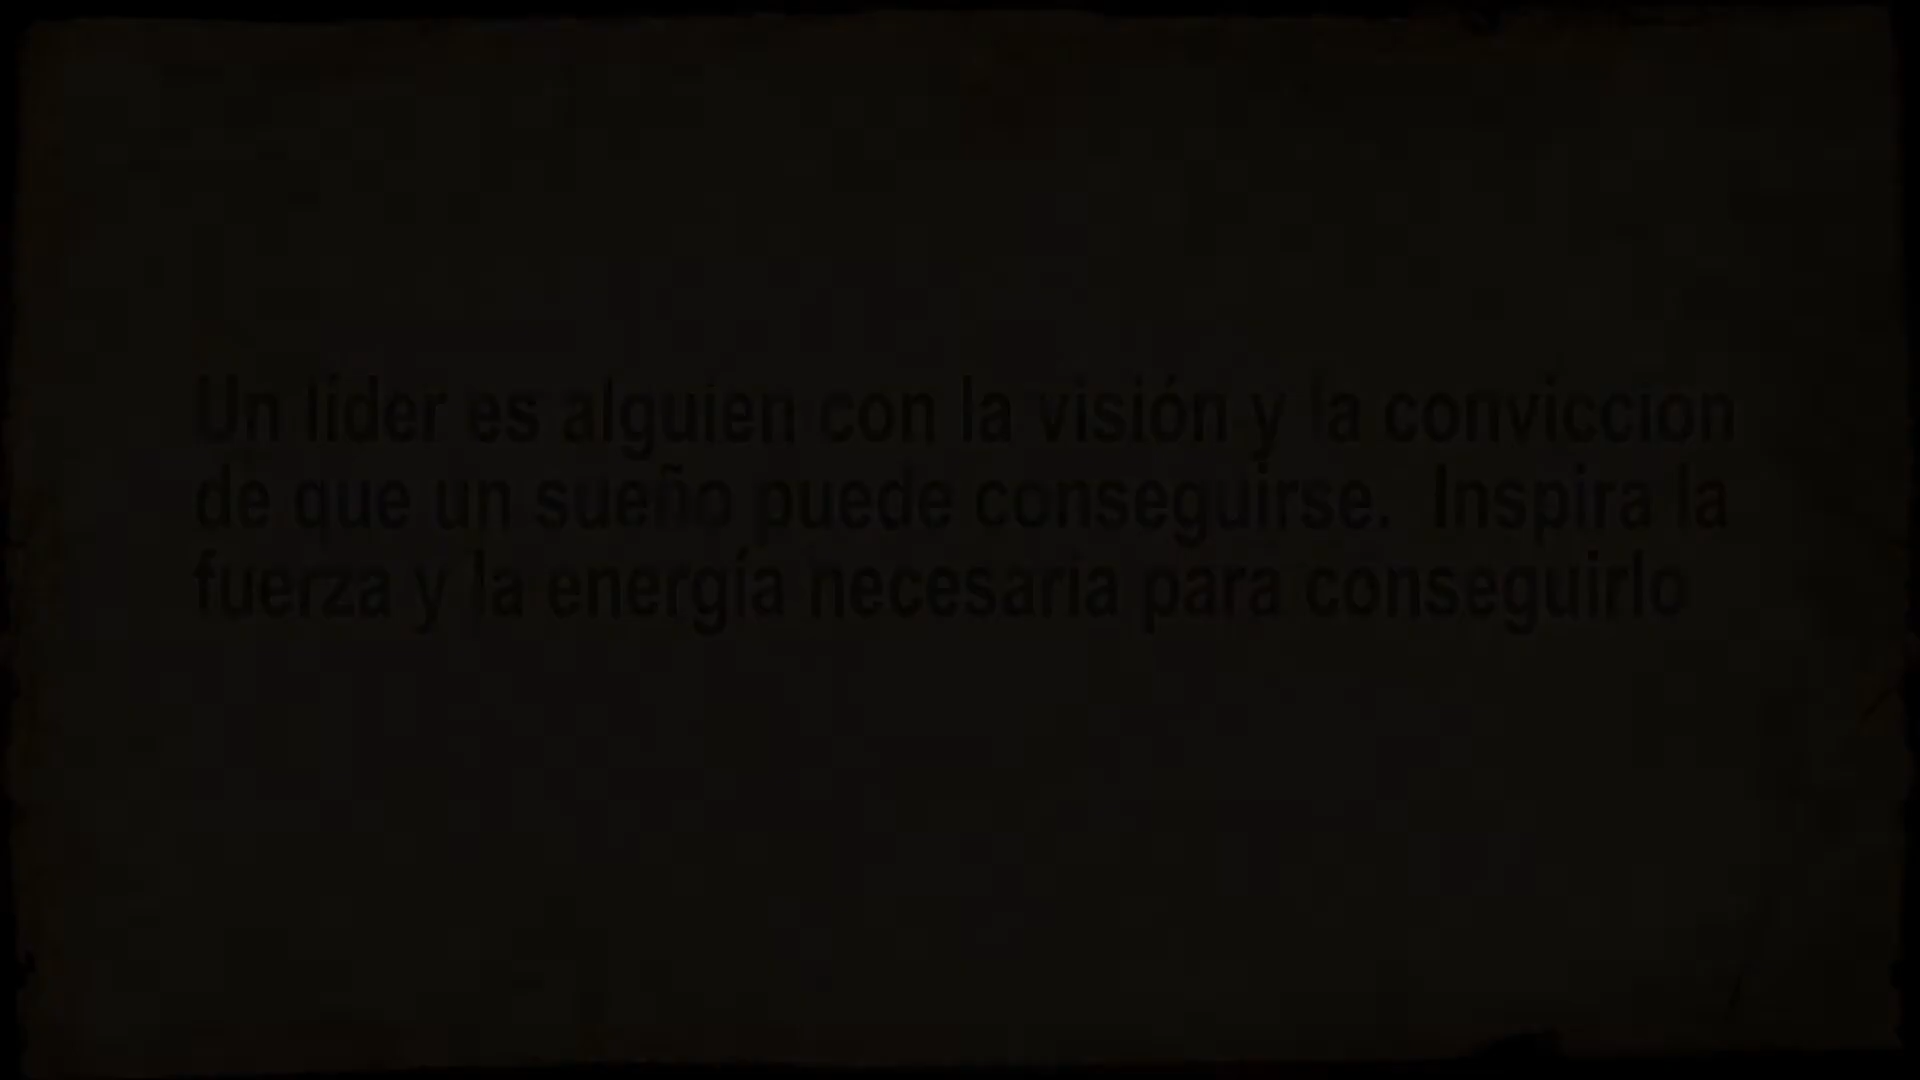 Un lider es alguien con la visión y la conviccion
de que un sueño puede conseguirse.  Inspira la
fuerza y la energía necesaria para conseguirlo